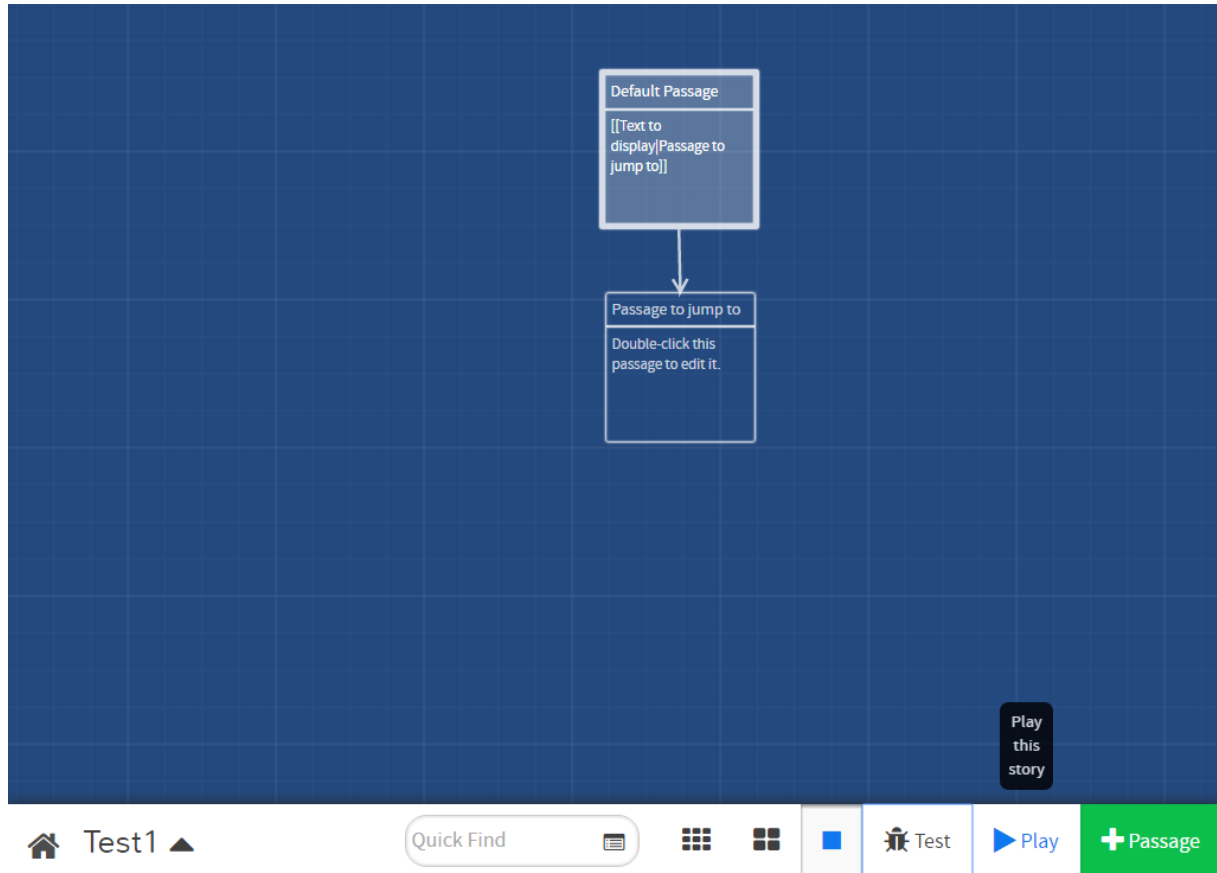 Default Passage
[[Text to
display|Passage to
jump to]]
Passage to jump to
Double-click this
passage to edit it.
Play
this
story
Test1
Quick Find
Test
Play
Passage